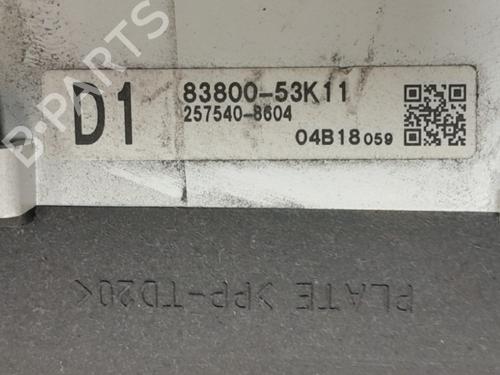 D1
83800-53K11
257540-8604
04B18 059
PLATE >PP-TD20<
B-PARTS